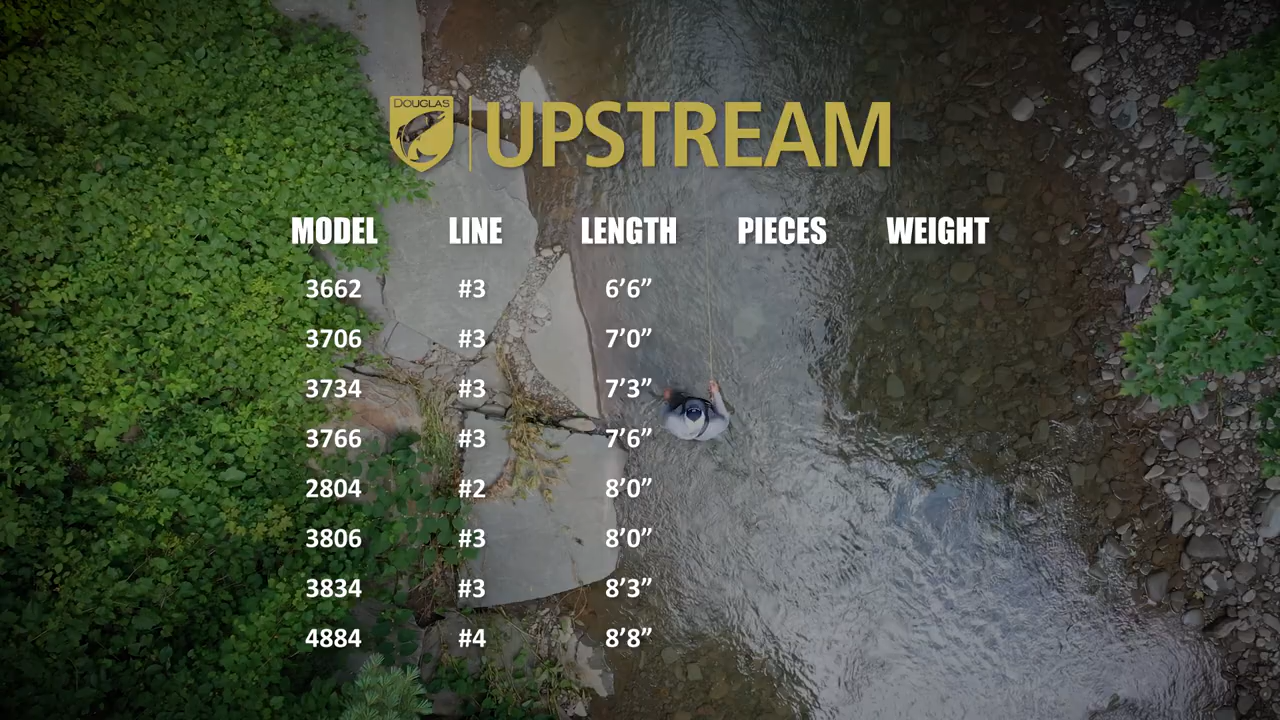 DOUGLAS
UPSTREAM
MODEL LINE LENGTH PIECES WEIGHT
3662 #3 6’6”
3706 #3 7’0”
3734 #3 7’3”
3766 #3 7’6”
2804 #2 8’0”
3806 #3 8’0”
3834 #3 8’3”
4884 #4 8’8”